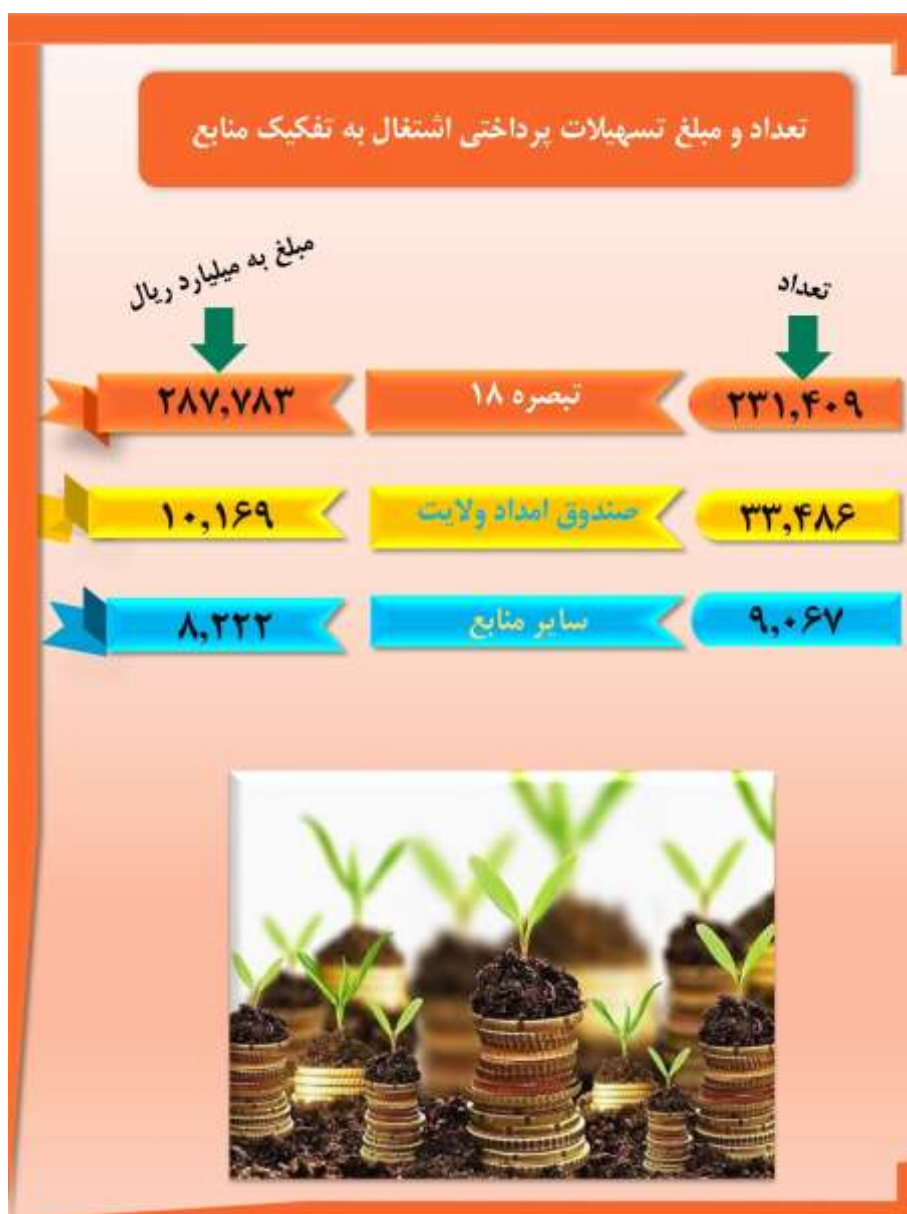 تعداد و مبلغ تسهیلات پرداختی اشتغال به تفکیک منابع
تعداد
مبلغ به میلیارد ریال
۲۳۱,۴۰۹ تبصره ۱۸ ۲۸۷,۷۸۳
۳۳,۴۸۶ صندوق امداد ولایت ۱۰,۱۶۹
۹,۰۶۷ سایر منابع ۸,۲۲۲